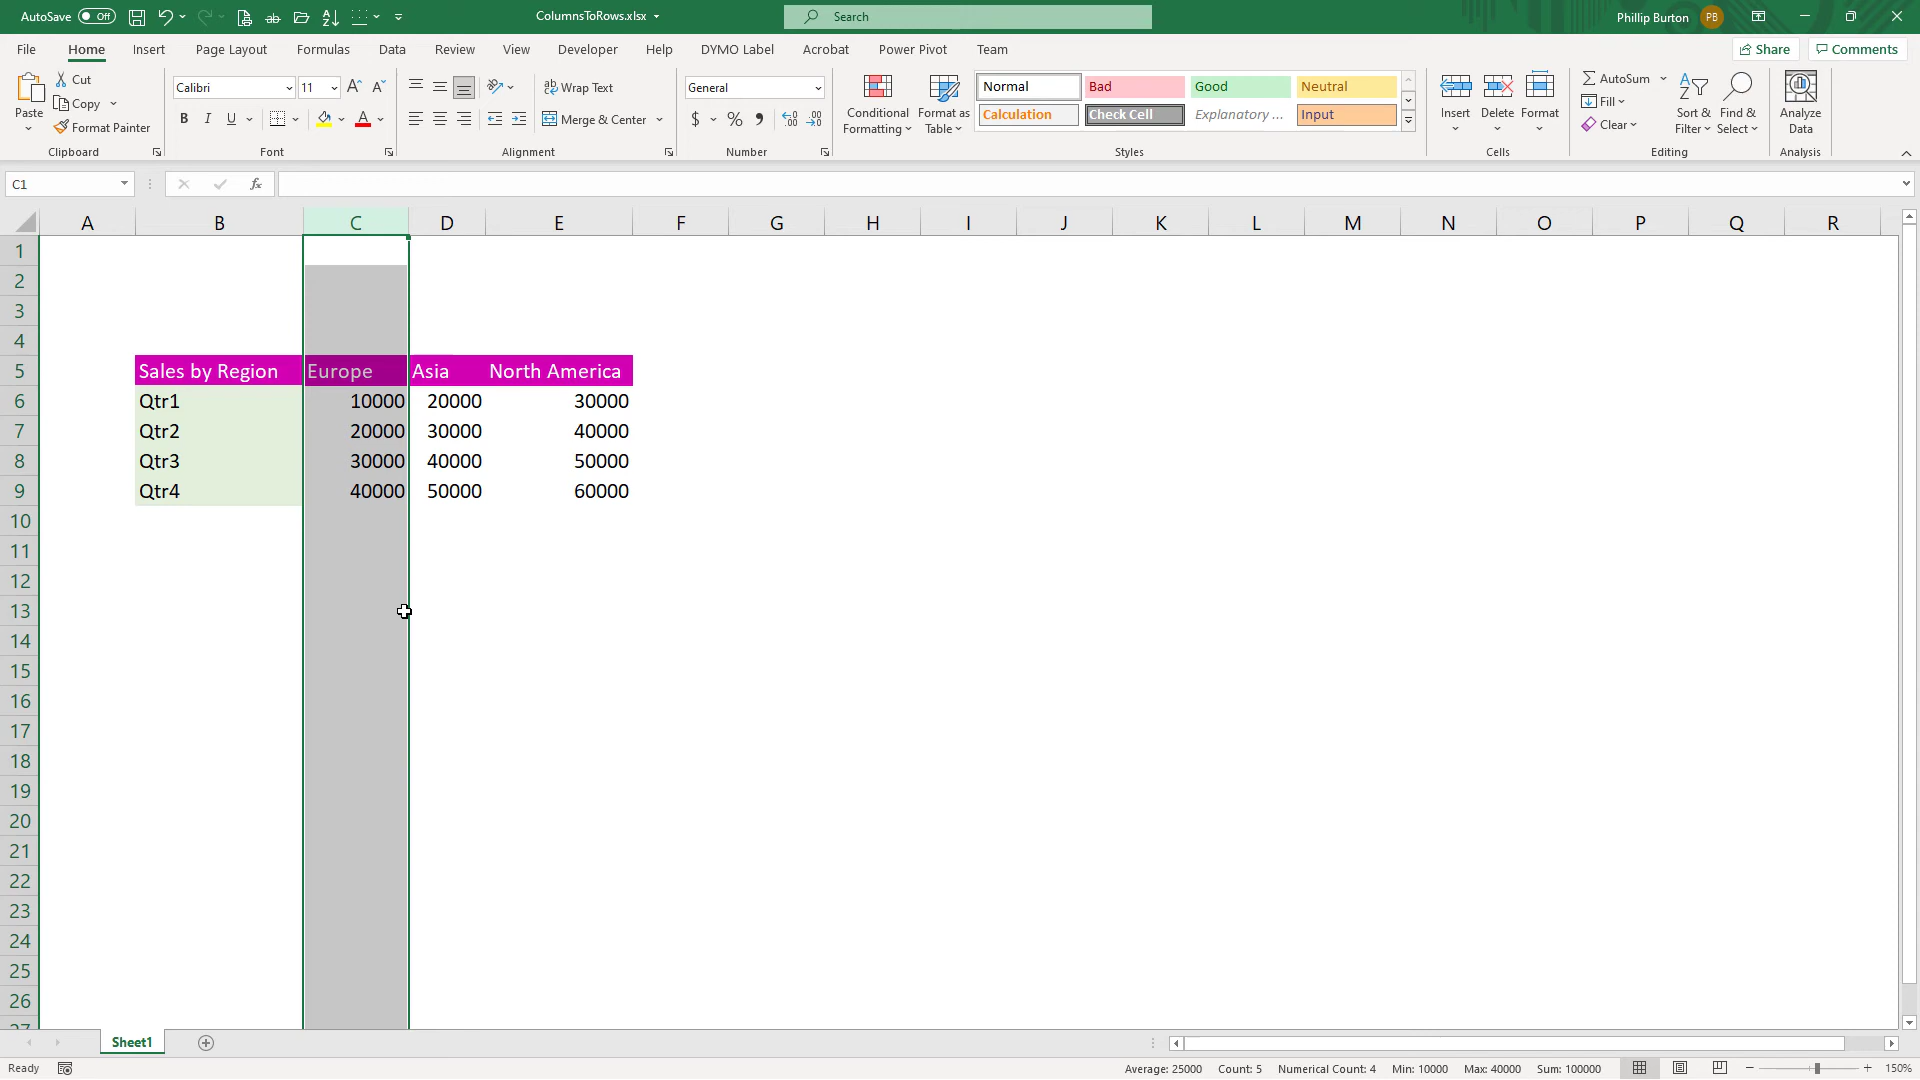 AutoSave Off ColumnsToRows.xlsx Search Phillip Burton PB
File Home Insert Page Layout Formulas Data Review View Developer Help DYMO Label Acrobat Power Pivot Team Share Comments
Paste Cut Copy Format Painter Clipboard
Calibri 11 B I U A Font
Wrap Text Merge & Center Alignment
General $ % Number
Conditional Formatting Format as Table
Normal Bad Good Neutral
Calculation Check Cell Explanatory ... Input
Styles
Insert Delete Format Cells
AutoSum Fill Clear Sort & Filter Find & Select Editing
Analyze Data Analysis
C1 fx
A B C D E F G H I J K L M N O P Q R
1
2
3
4
5 Sales by Region Europe Asia North America
6 Qtr1 10000 20000 30000
7 Qtr2 20000 30000 40000
8 Qtr3 30000 40000 50000
9 Qtr4 40000 50000 60000
10
11
12
13
14
15
16
17
18
19
20
21
22
23
24
25
26
27
Sheet1
Ready Average: 25000 Count: 5 Numerical Count: 4 Min: 10000 Max: 40000 Sum: 100000 150%